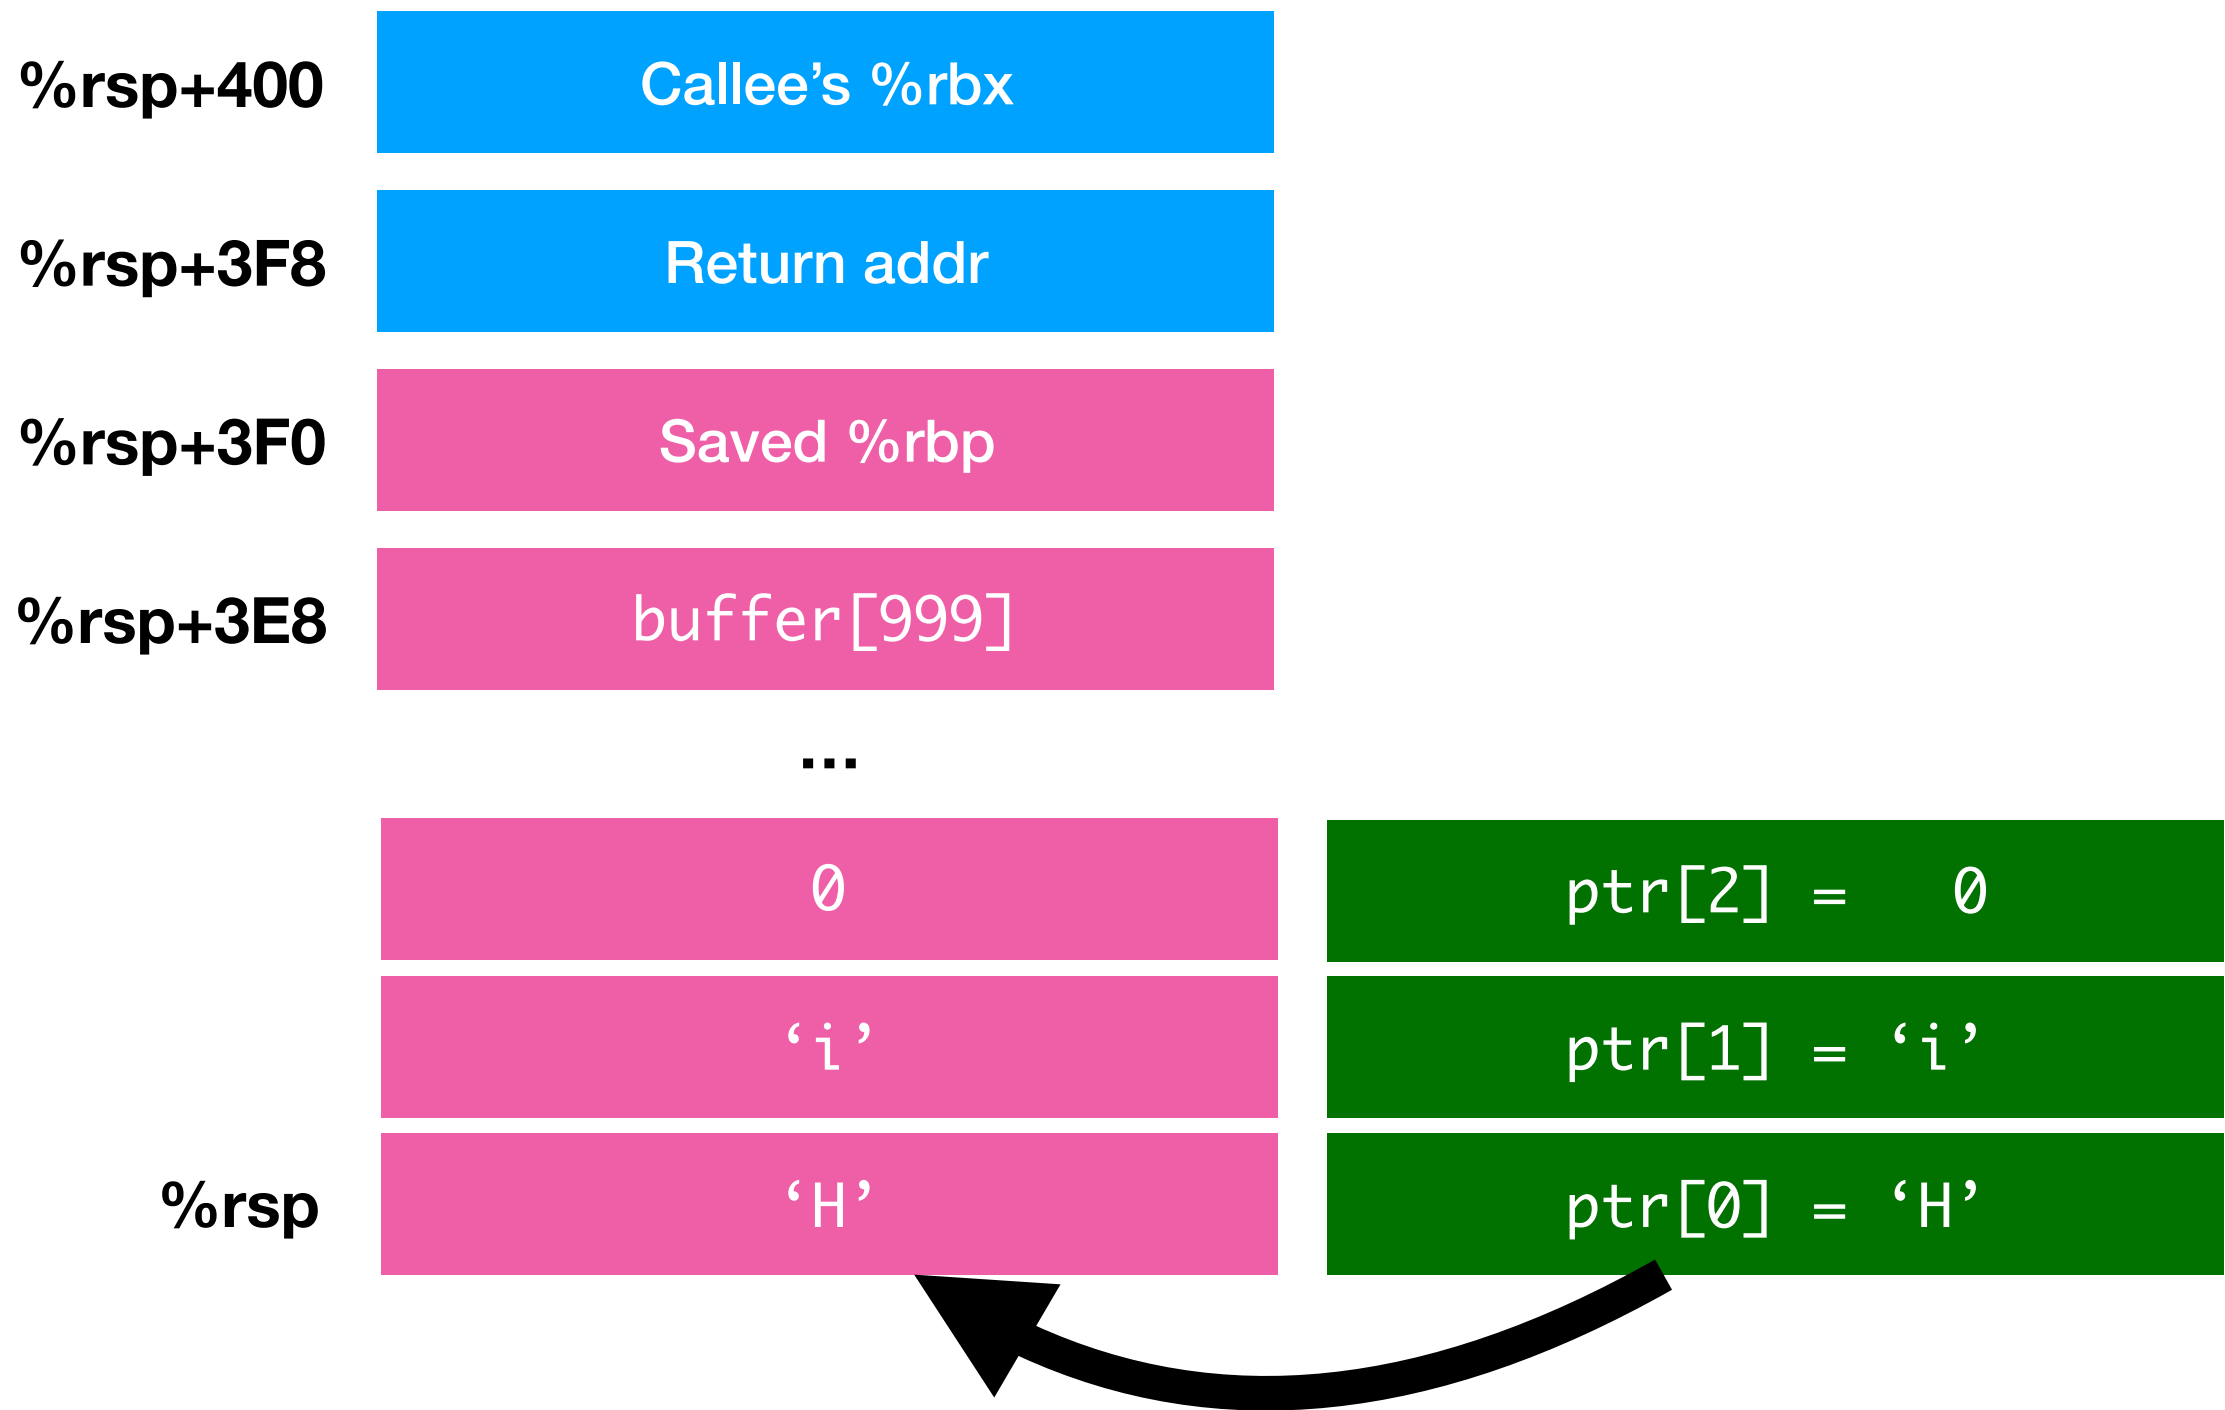 %rsp+400 Callee’s %rbx
%rsp+3F8 Return addr
%rsp+3F0 Saved %rbp
%rsp+3E8 buffer[999]
...
0 ptr[2] = 0
‘i’ ptr[1] = ‘i’
%rsp ‘H’ ptr[0] = ‘H’